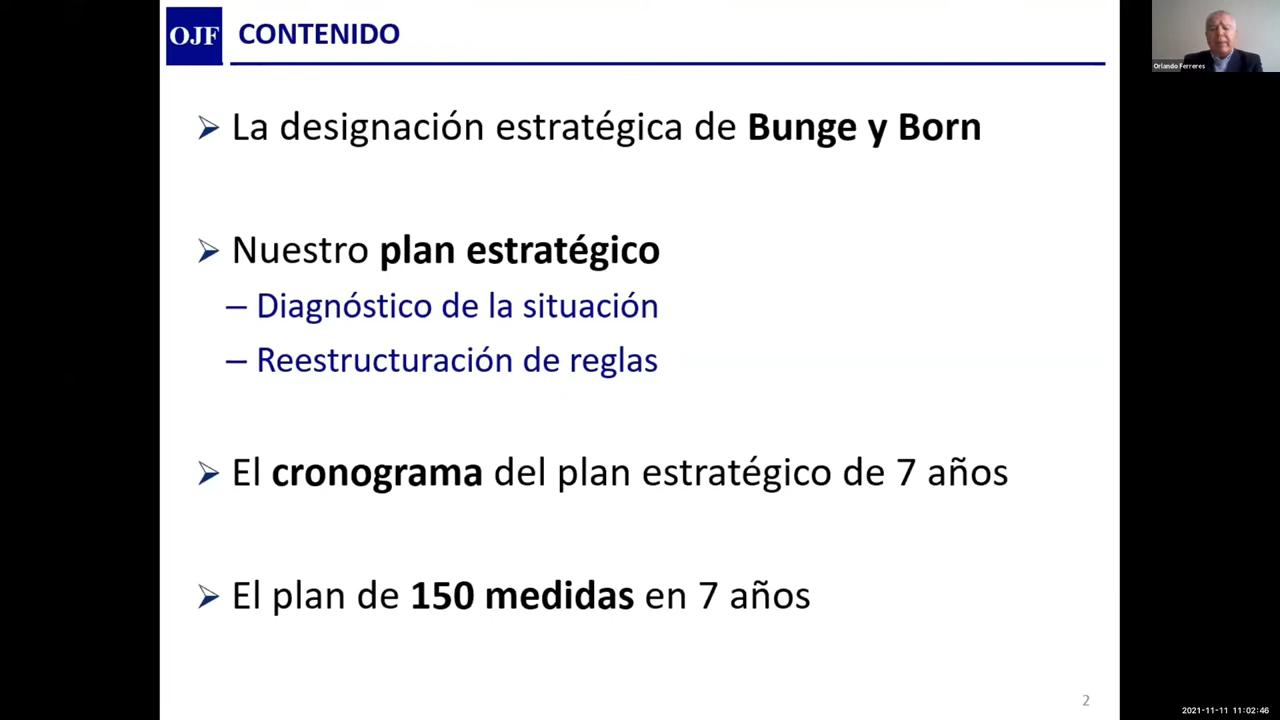 OJF CONTENIDO
Orlando Ferreres
➢ La designación estratégica de Bunge y Born
➢ Nuestro plan estratégico
– Diagnóstico de la situación
– Reestructuración de reglas
➢ El cronograma del plan estratégico de 7 años
➢ El plan de 150 medidas en 7 años
2
2021-11-11 11:02:46